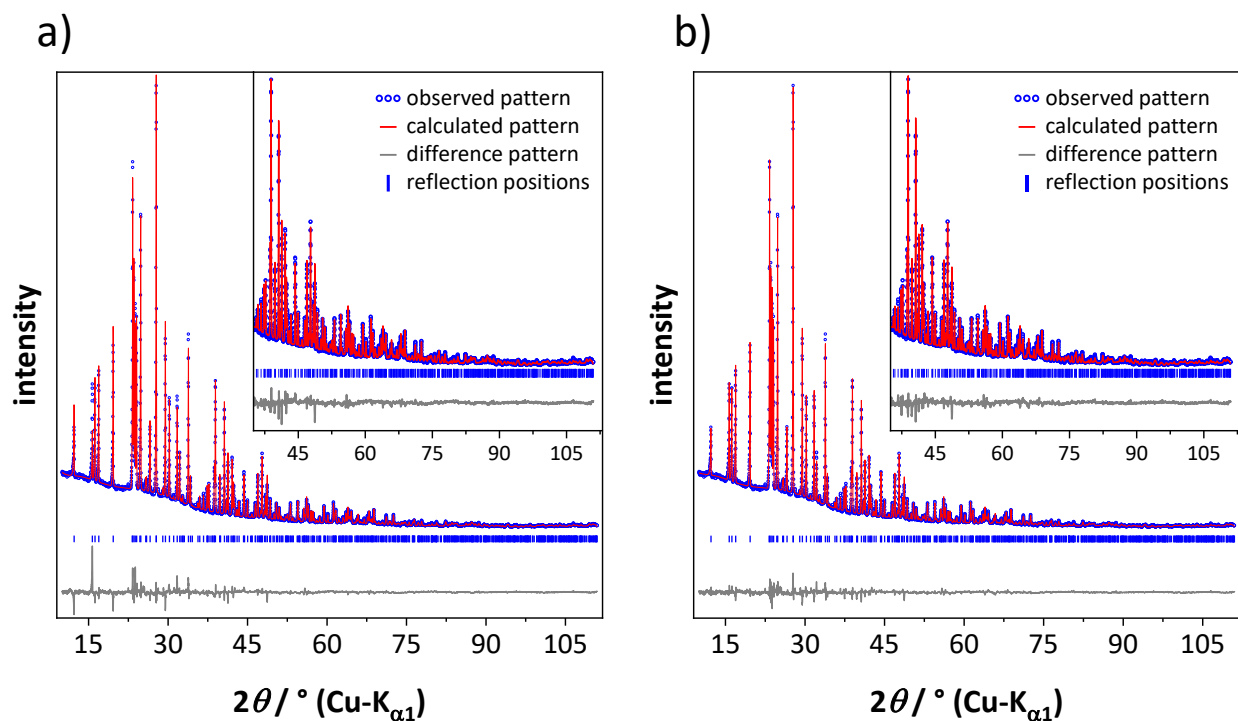 a)
observed pattern
calculated pattern
difference pattern
reflection positions
intensity
45 60 75 90 105
15 30 45 60 75 90 105
2θ / ° (Cu-Kα1)
b)
observed pattern
calculated pattern
difference pattern
reflection positions
intensity
45 60 75 90 105
15 30 45 60 75 90 105
2θ / ° (Cu-Kα1)